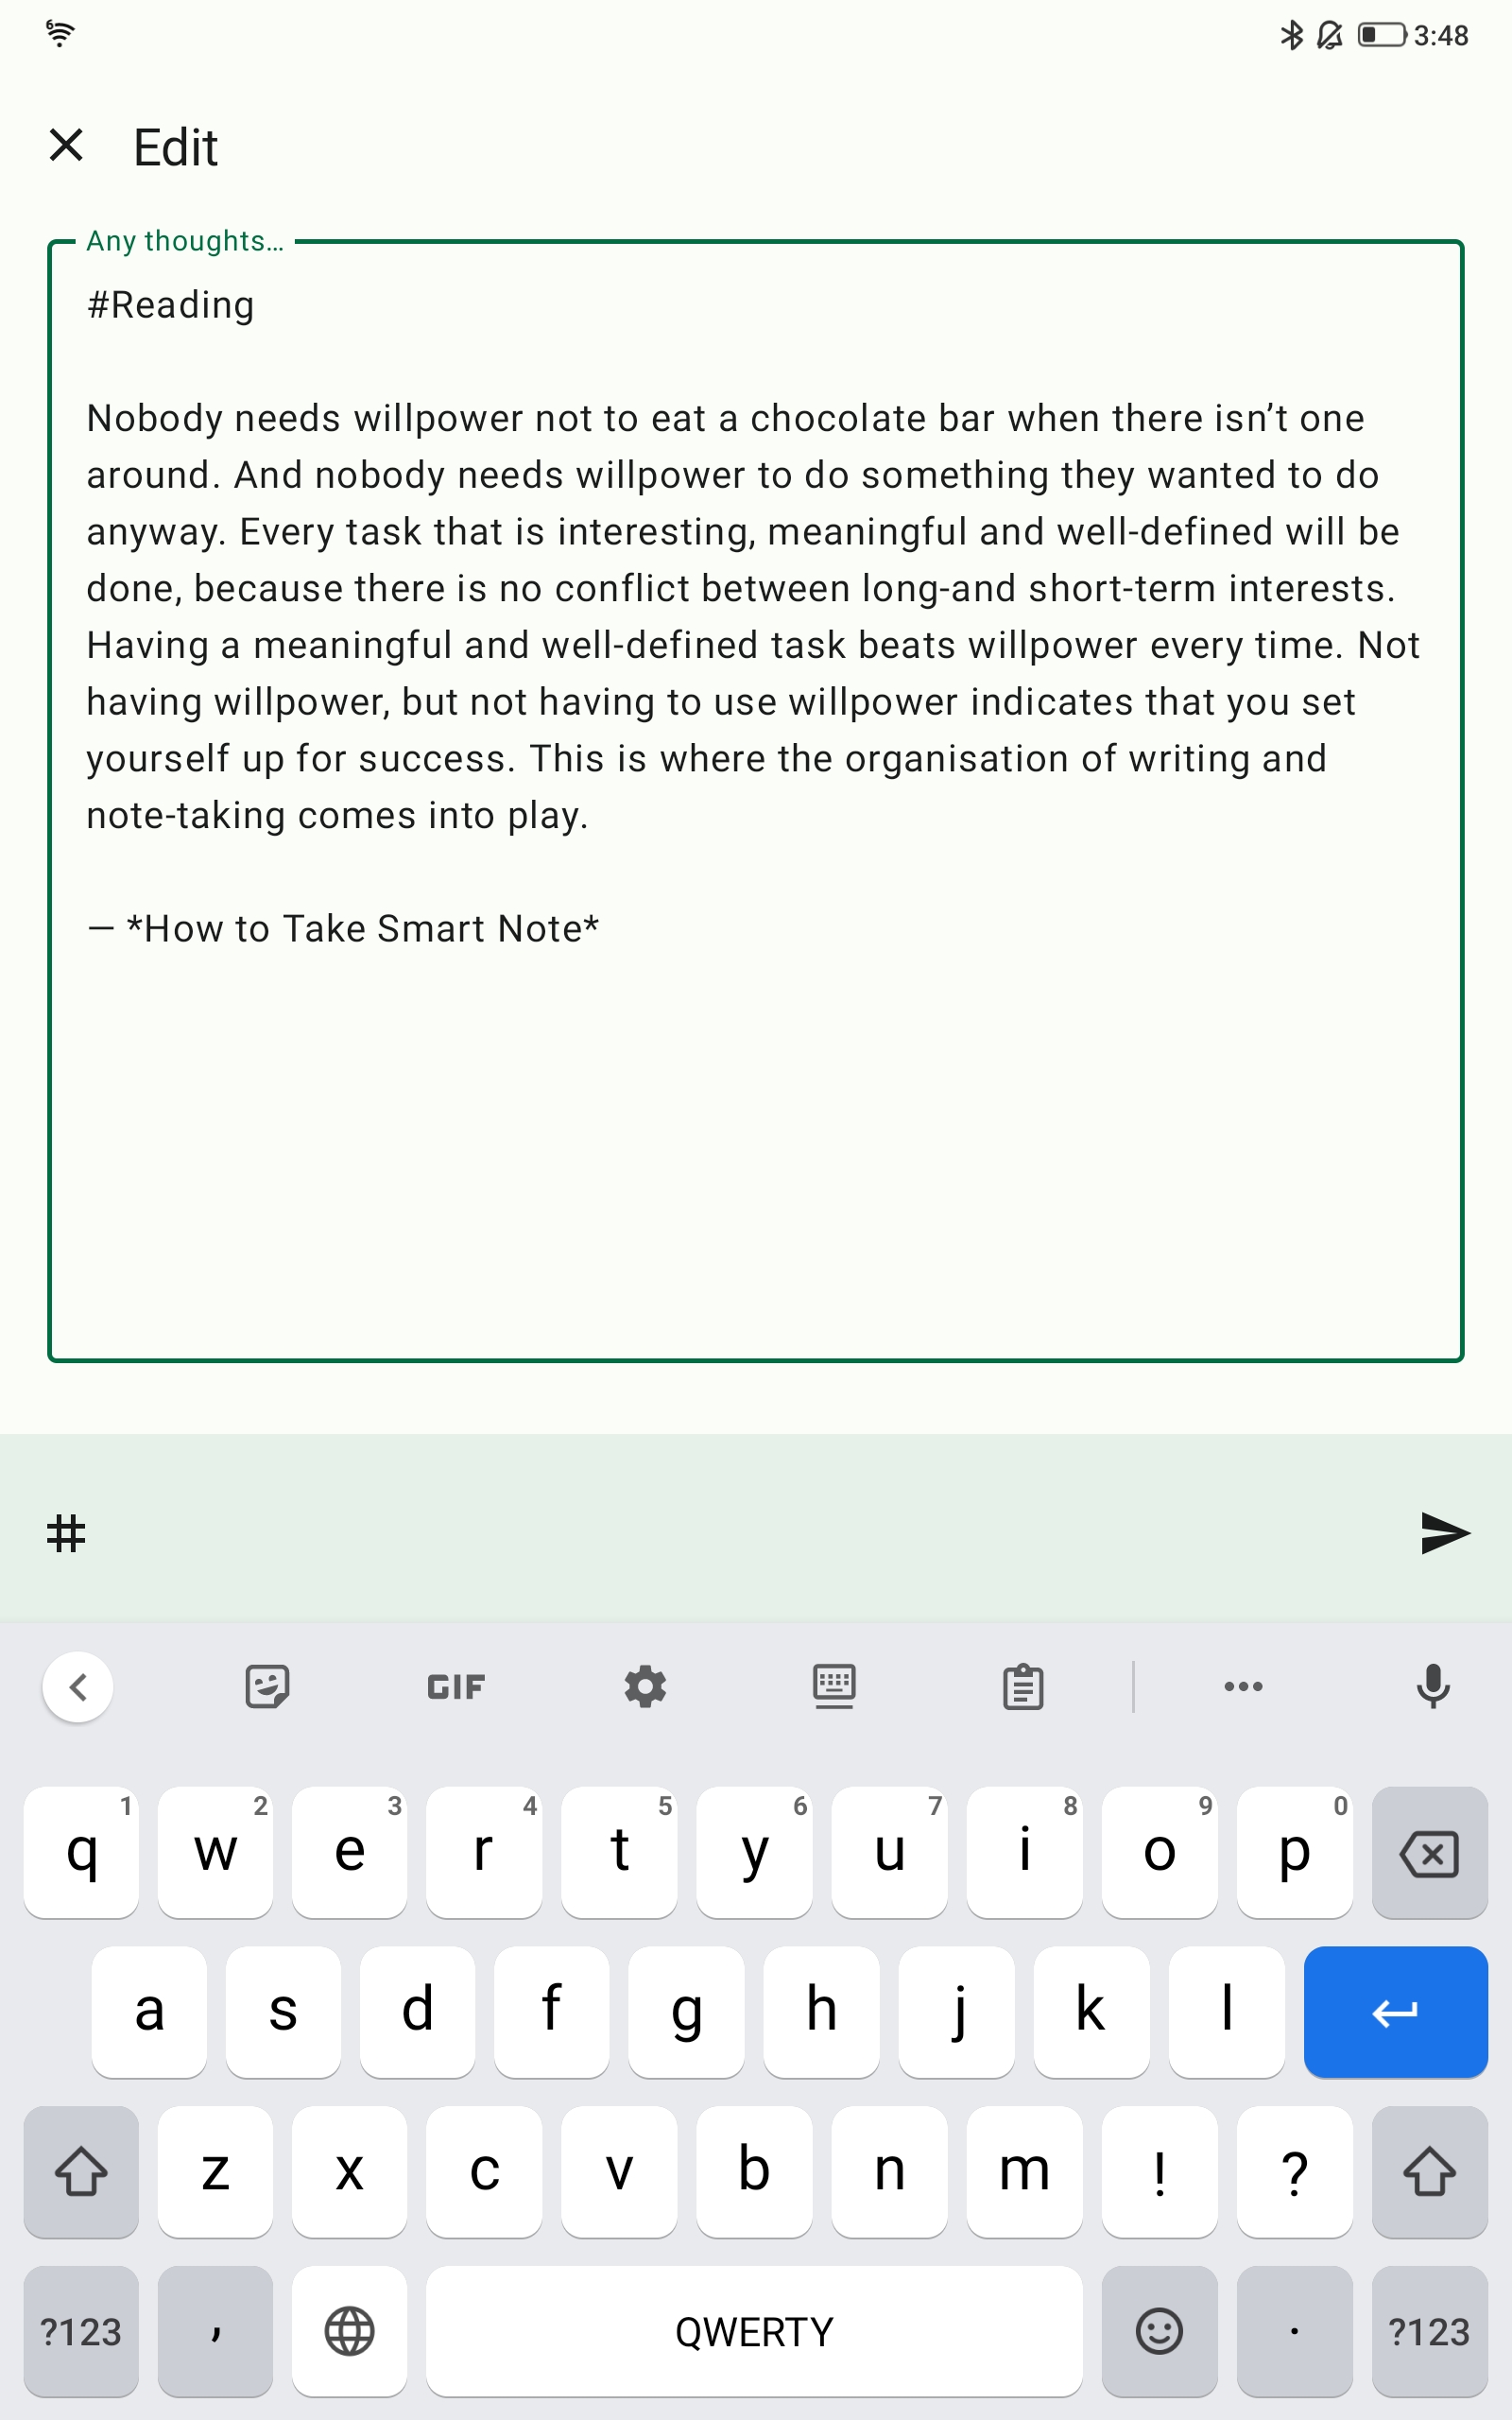 6
3:48
Edit
Any thoughts…
#Reading
Nobody needs willpower not to eat a chocolate bar when there isn’t one
around. And nobody needs willpower to do something they wanted to do
anyway. Every task that is interesting, meaningful and well-defined will be
done, because there is no conflict between long-and short-term interests.
Having a meaningful and well-defined task beats willpower every time. Not
having willpower, but not having to use willpower indicates that you set
yourself up for success. This is where the organisation of writing and
note-taking comes into play.
— *How to Take Smart Note*
#
GIF
1 2 3 4 5 6 7 8 9 0
q w e r t y u i o p
a s d f g h j k l
z x c v b n m ! ?
?123 , QWERTY . ?123